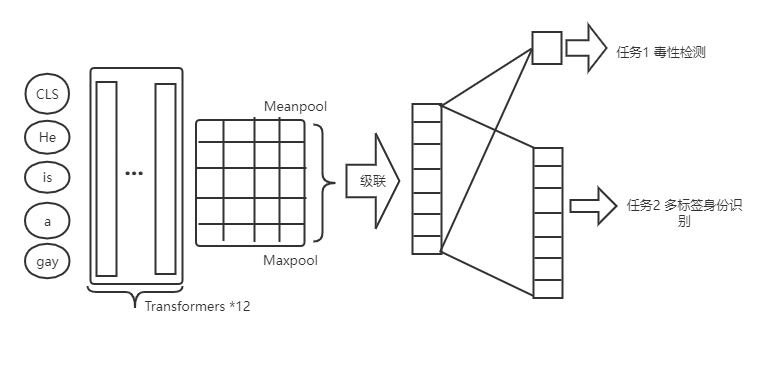 CLS
He
is
a
gay
...
Transformers *12
Meanpool
Maxpool
级联
任务1 毒性检测
任务2 多标签身份识
别